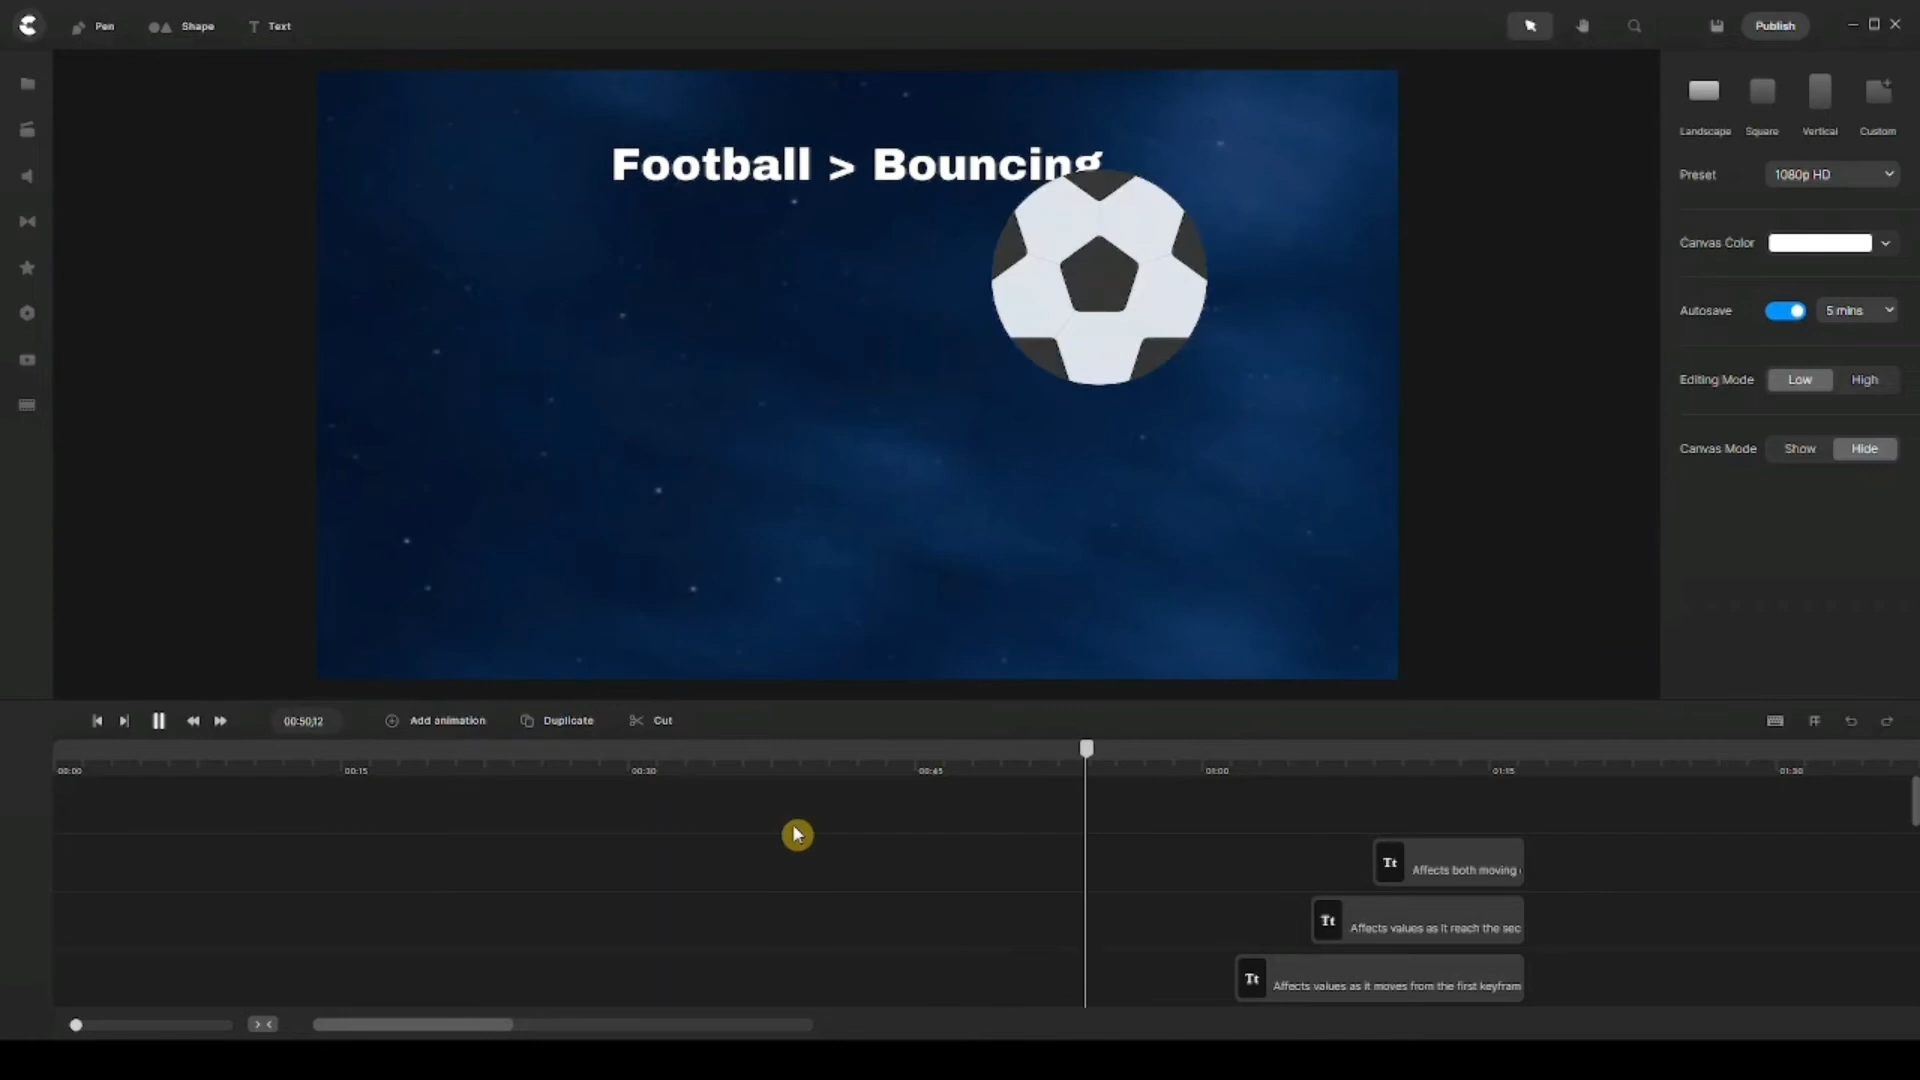 Pen Shape T Text Publish
Football > Bouncing
Landscape Square Vertical Custom
Preset 1080p HD
Canvas Color
Autosave 5 mins
Editing Mode Low High
Canvas Mode Show Hide
00:50;12 Add animation Duplicate Cut
00:00 00:15 00:30 00:45 01:15 01:30
Tt Affects both moving
Tt Affects values as it reach the sec
Tt Affects values as it moves from the first keyfram